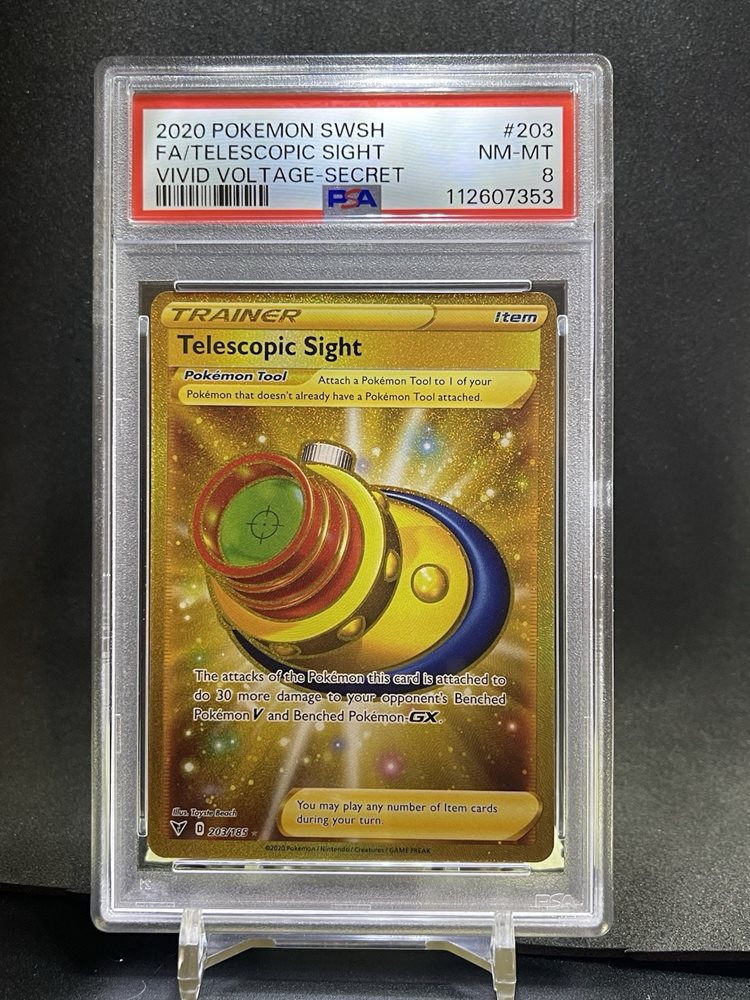 2020 POKEMON SWSH #203
FA/TELESCOPIC SIGHT NM-MT
VIVID VOLTAGE-SECRET 8
PSA 112607353
TRAINER Item
Telescopic Sight
Pokémon Tool Attach a Pokémon Tool to 1 of your
Pokémon that doesn't already have a Pokémon Tool attached.
The attacks of the Pokémon this card is attached to
do 30 more damage to your opponent's Benched
Pokémon V and Benched Pokémon-GX.
You may play any number of Item cards
during your turn.
Illus. Toyste Beach
D 203/185
©2020 Pokémon / Nintendo / Creatures / GAME FREAK
PSA